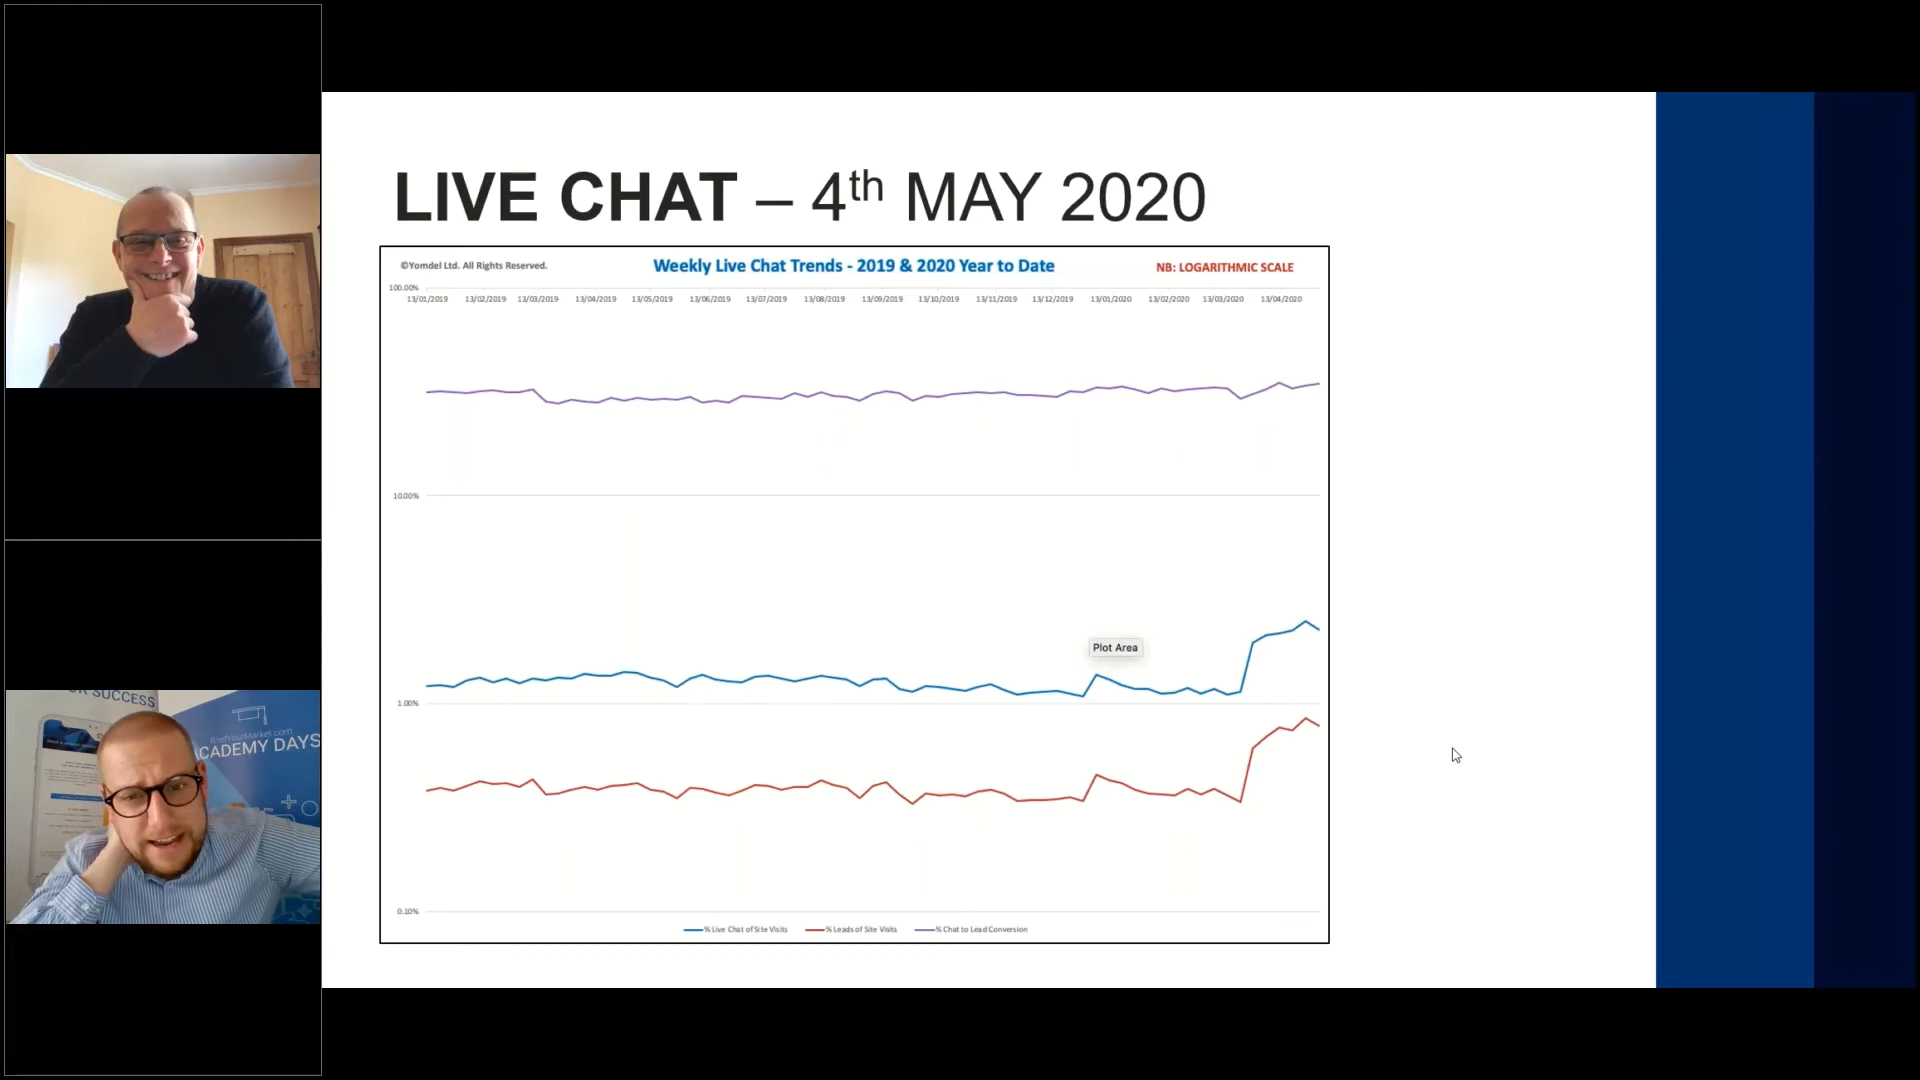 LIVE CHAT – 4th MAY 2020
©Yomdel Ltd. All Rights Reserved.
Weekly Live Chat Trends - 2019 & 2020 Year to Date
NB: LOGARITHMIC SCALE
100.00%
13/01/2019 13/02/2019 13/03/2019 13/04/2019 13/05/2019 13/06/2019 13/07/2019 13/08/2019 13/09/2019 13/10/2019 13/11/2019 13/12/2019 13/01/2020 13/02/2020 13/03/2020 13/04/2020
10.00%
Plot Area
1.00%
0.10%
% Live Chat of Site Visits % Leads of Site Visits % Chat to Lead Conversion
SUCCESS
BriefYourMarket.com
CADEMY DAYS